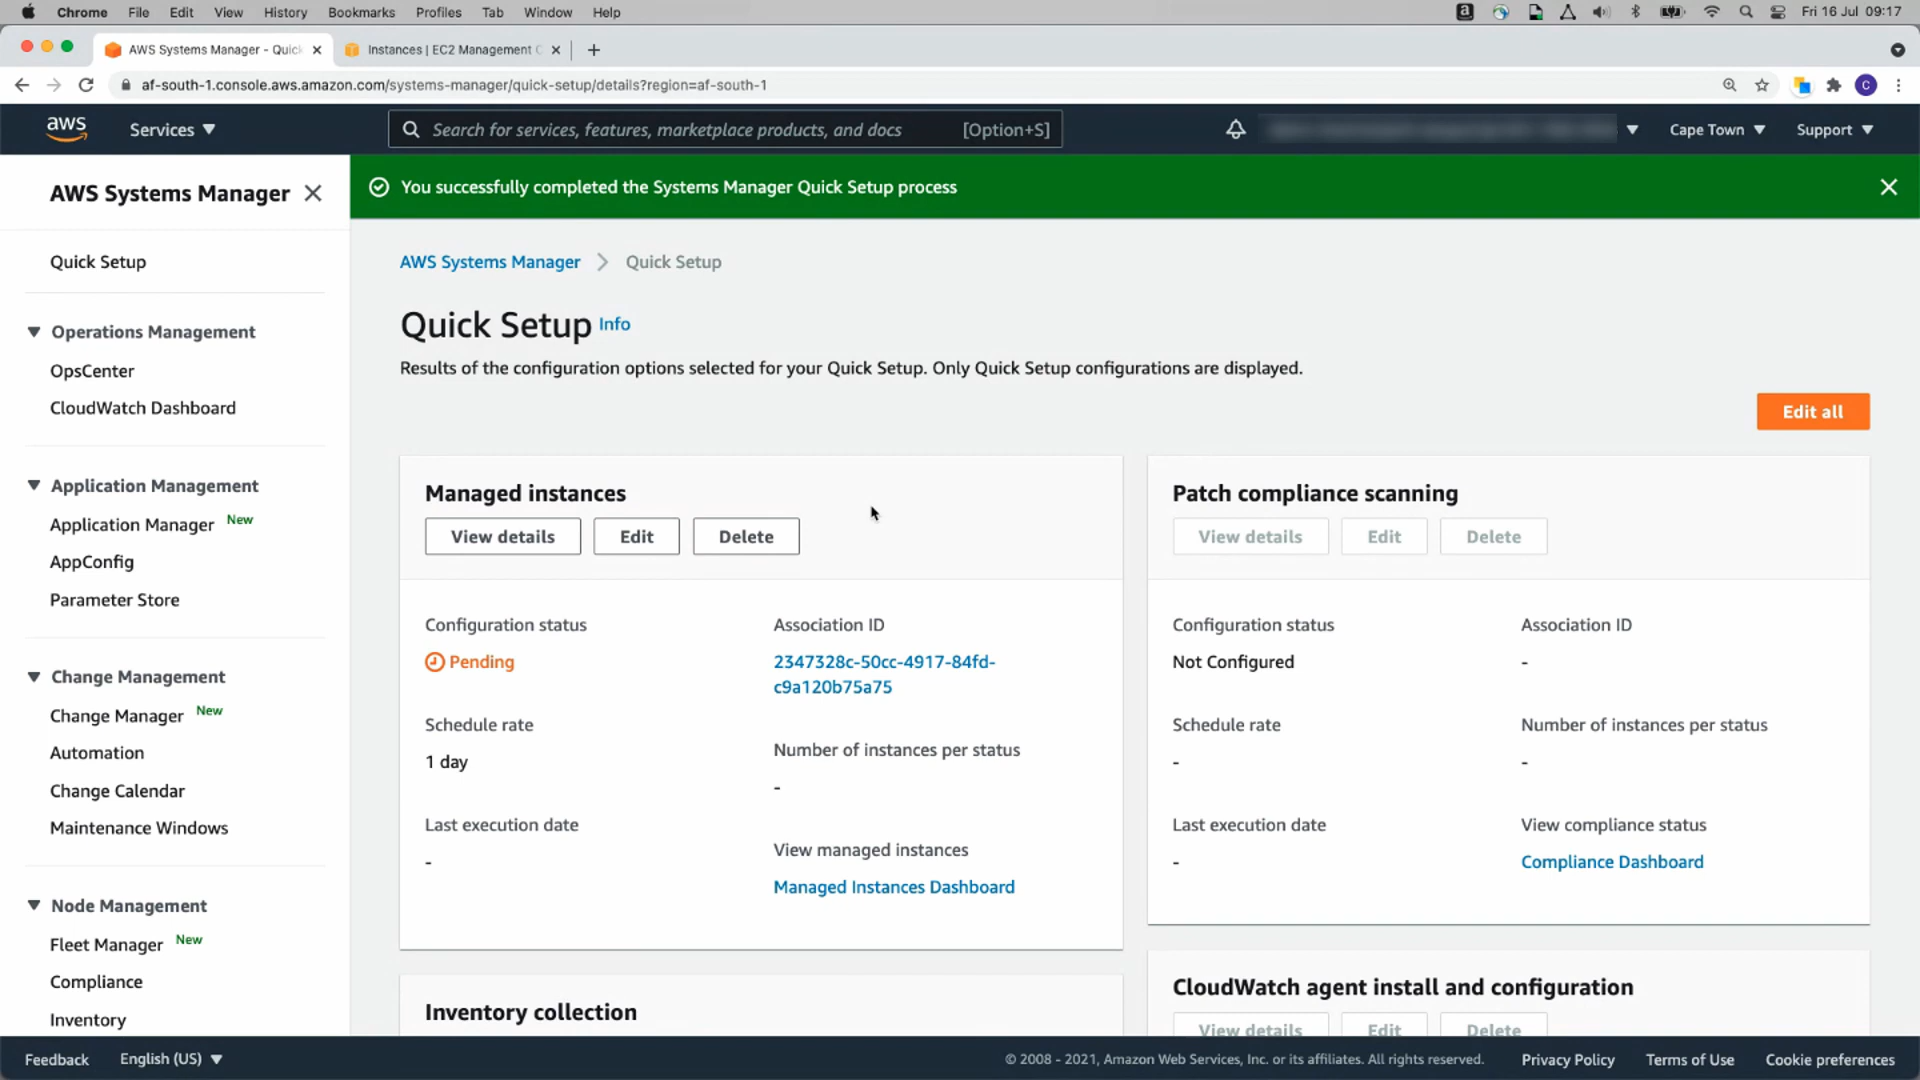 Chrome File Edit View History Bookmarks Profiles Tab Window Help Fri 16 Jul 09:17
AWS Systems Manager - Quick Instances | EC2 Management C
af-south-1.console.aws.amazon.com/systems-manager/quick-setup/details?region=af-south-1 C
aws Services Search for services, features, marketplace products, and docs [Option+S] Cape Town Support
AWS Systems Manager
You successfully completed the Systems Manager Quick Setup process
Quick Setup
Operations Management
OpsCenter
CloudWatch Dashboard
Application Management
Application Manager New
AppConfig
Parameter Store
Change Management
Change Manager New
Automation
Change Calendar
Maintenance Windows
Node Management
Fleet Manager New
Compliance
Inventory
AWS Systems Manager Quick Setup
Quick Setup Info
Results of the configuration options selected for your Quick Setup. Only Quick Setup configurations are displayed.
Edit all
Managed instances
View details Edit Delete
Configuration status
Pending
Schedule rate
1 day
Last execution date
-
Association ID
2347328c-50cc-4917-84fd-
c9a120b75a75
Number of instances per status
-
View managed instances
Managed Instances Dashboard
Patch compliance scanning
View details Edit Delete
Configuration status
Not Configured
Schedule rate
-
Last execution date
-
Association ID
-
Number of instances per status
-
View compliance status
Compliance Dashboard
Inventory collection
CloudWatch agent install and configuration
View details Edit Delete
Feedback English (US) © 2008 - 2021, Amazon Web Services, Inc. or its affiliates. All rights reserved. Privacy Policy Terms of Use Cookie preferences